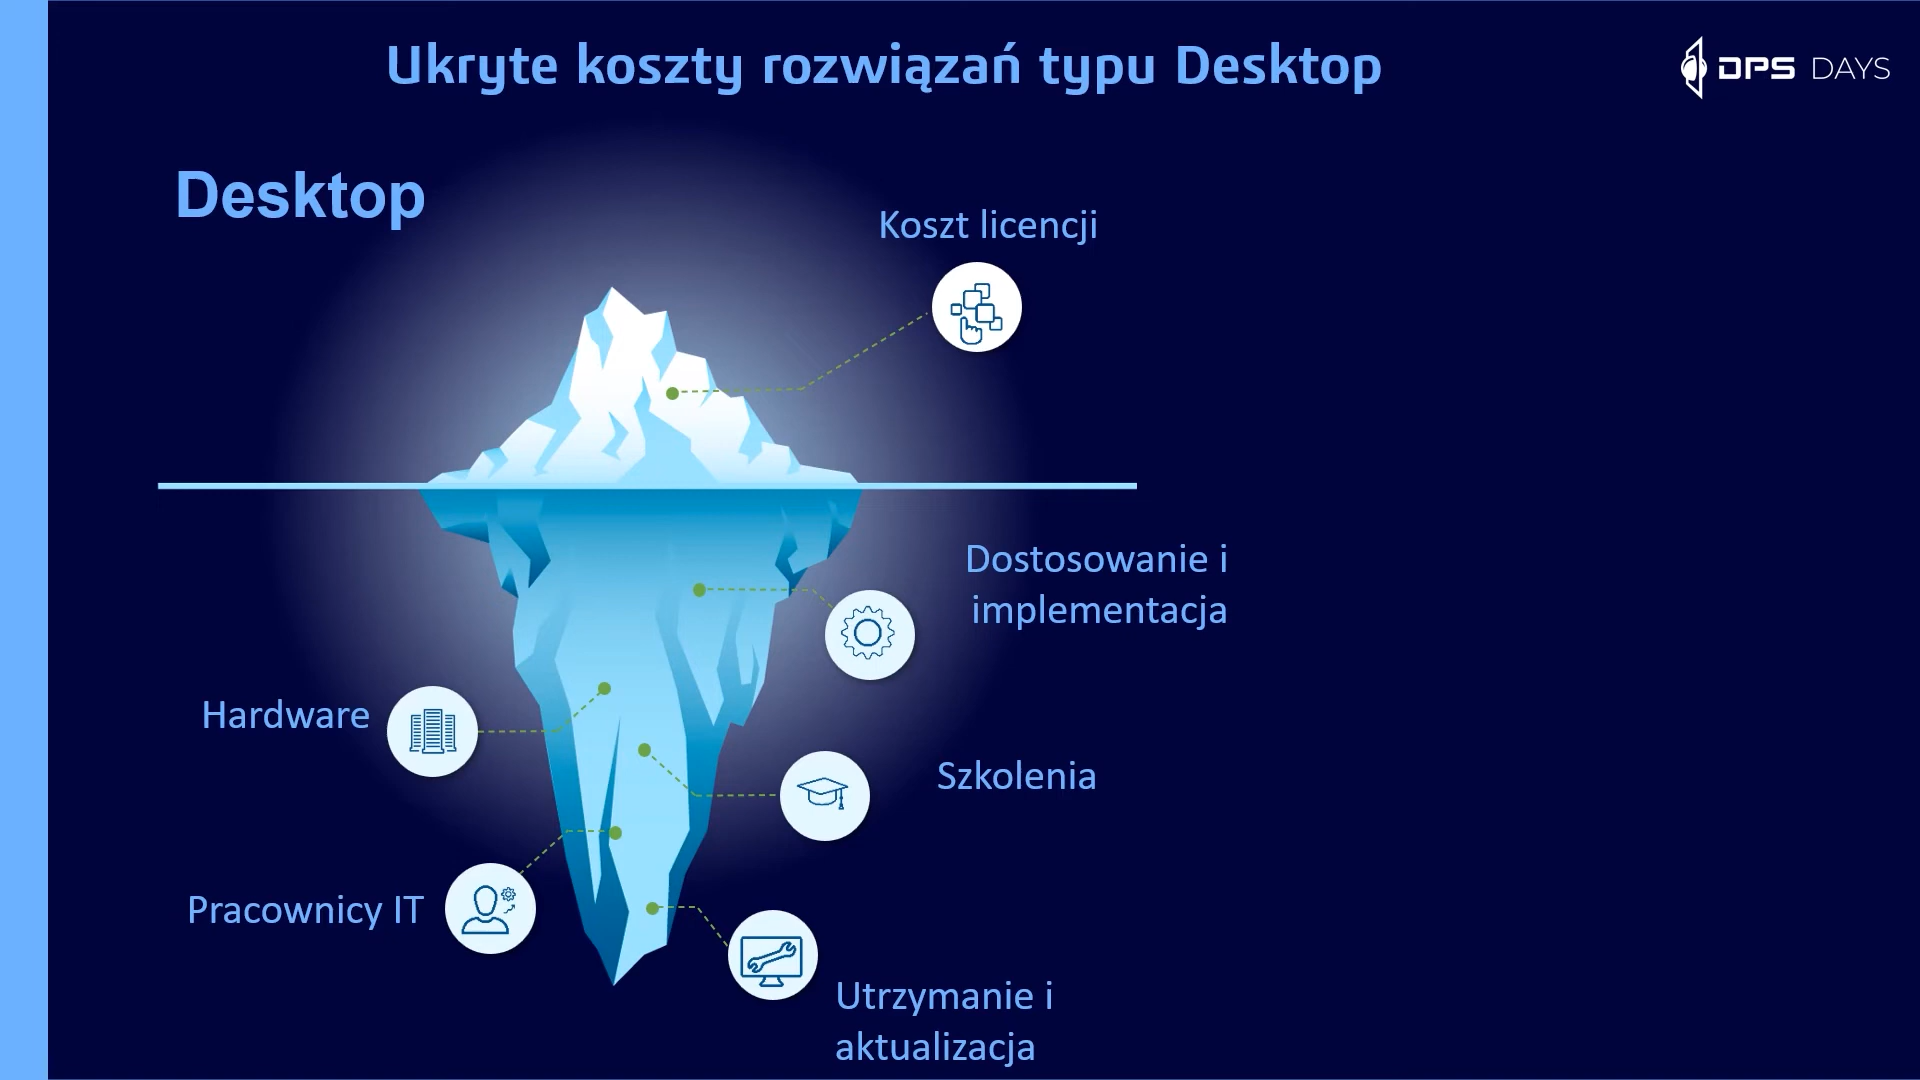 Ukryte koszty rozwiązań typu Desktop
DPS DAYS
Desktop
Koszt licencji
Dostosowanie i
implementacja
Hardware
Szkolenia
Pracownicy IT
Utrzymanie i
aktualizacja